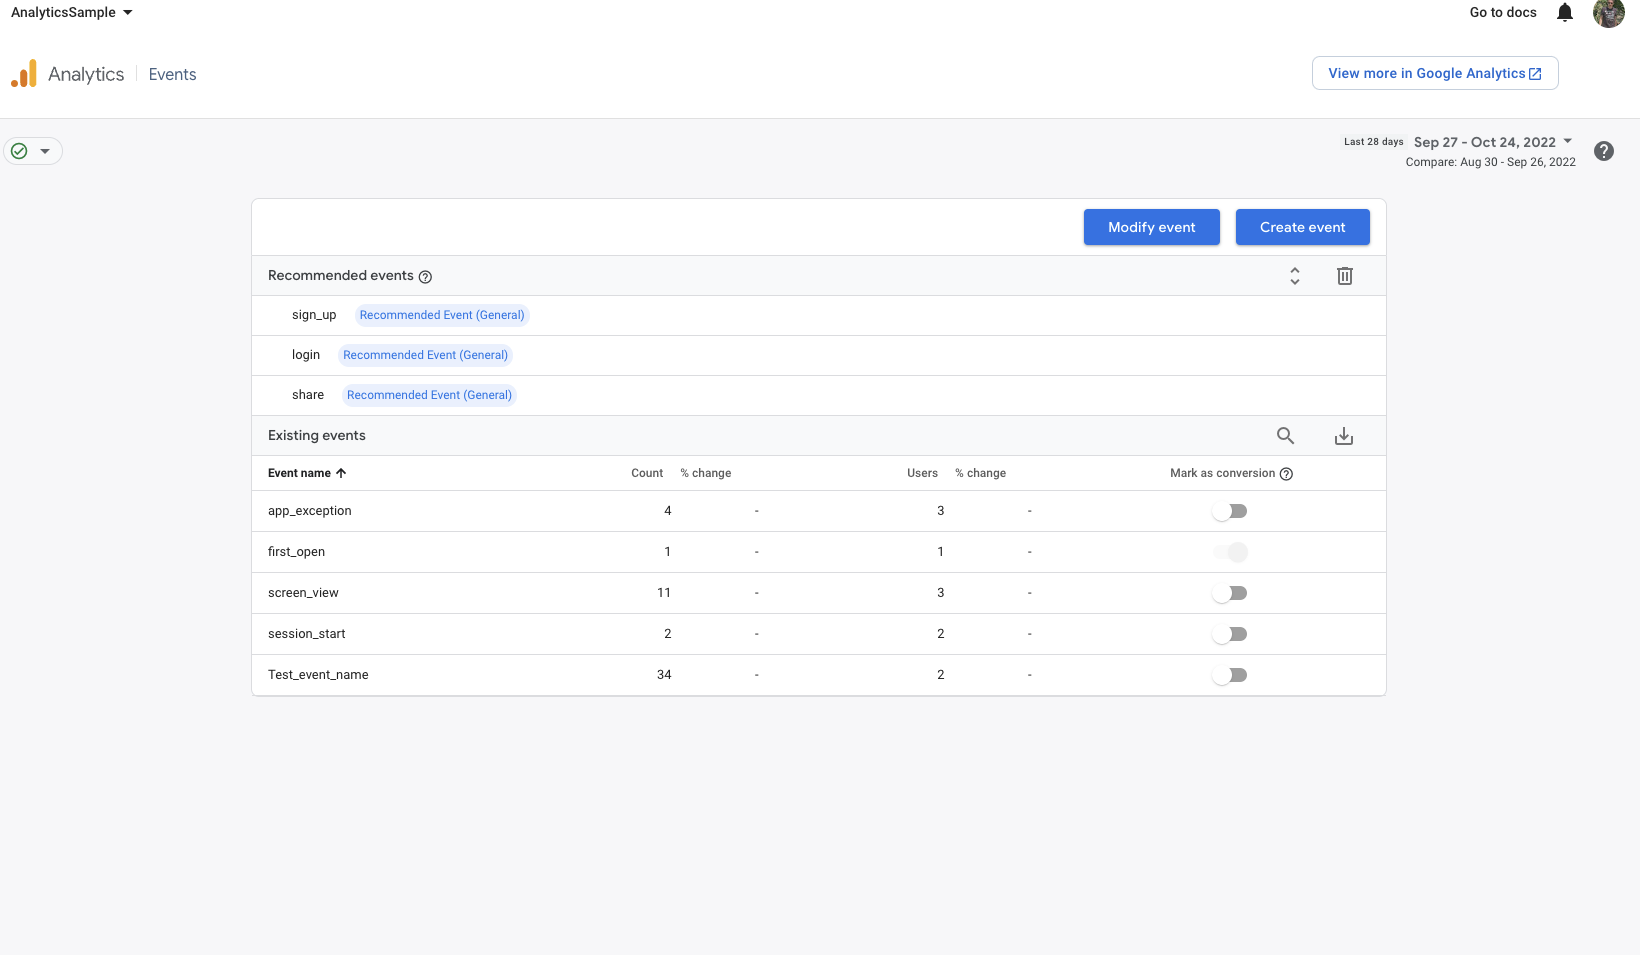 AnalyticsSample
Go to docs
Analytics
Events
View more in Google Analytics
Last 28 days Sep 27 - Oct 24, 2022
Compare: Aug 30 - Sep 26, 2022
Modify event
Create event
Recommended events
sign_up Recommended Event (General)
login Recommended Event (General)
share Recommended Event (General)
Existing events
Event name Count % change Users % change Mark as conversion
app_exception 4 - 3 -
first_open 1 - 1 -
screen_view 11 - 3 -
session_start 2 - 2 -
Test_event_name 34 - 2 -